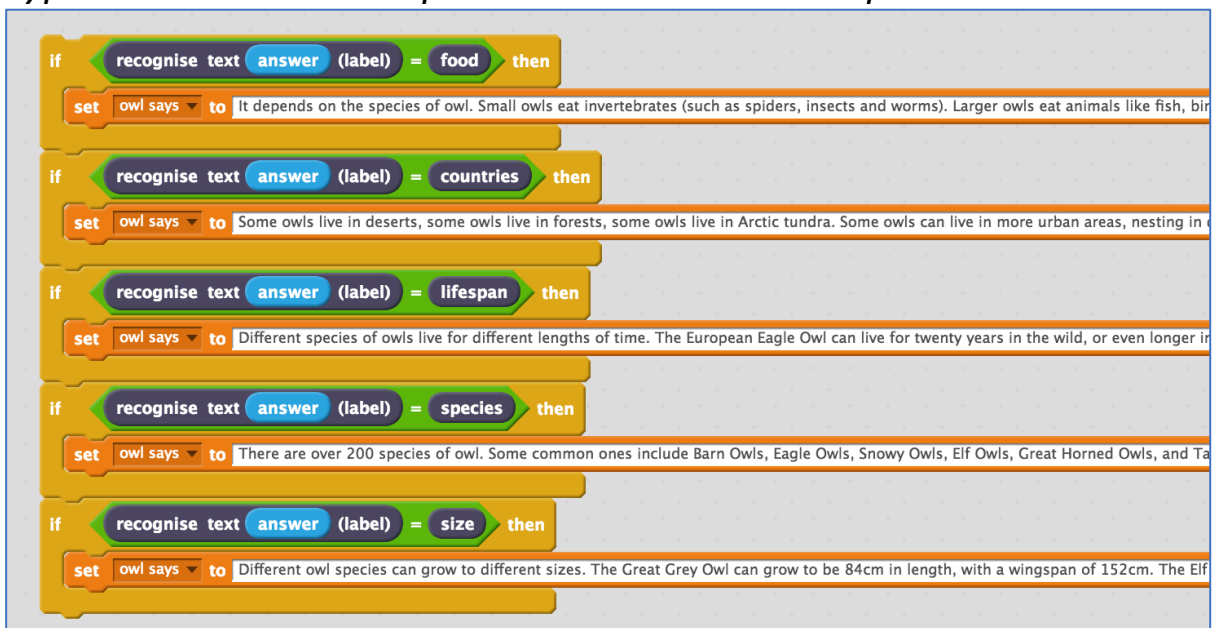 if recognise text answer (label) = food then
set owl says to It depends on the species of owl. Small owls eat invertebrates (such as spiders, insects and worms). Larger owls eat animals like fish,
if recognise text answer (label) = countries then
set owl says to Some owls live in deserts, some owls live in forests, some owls live in Arctic tundra. Some owls can live in more urban areas, nesting in
if recognise text answer (label) = lifespan then
set owl says to Different species of owls live for different lengths of time. The European Eagle Owl can live for twenty years in the wild, or even longer
if recognise text answer (label) = species then
set owl says to There are over 200 species of owl. Some common ones include Barn Owls, Eagle Owls, Snowy Owls, Elf Owls, Great Horned Owls, and
if recognise text answer (label) = size then
set owl says to Different owl species can grow to different sizes. The Great Grey Owl can grow to be 84cm in length, with a wingspan of 152cm. The Elf